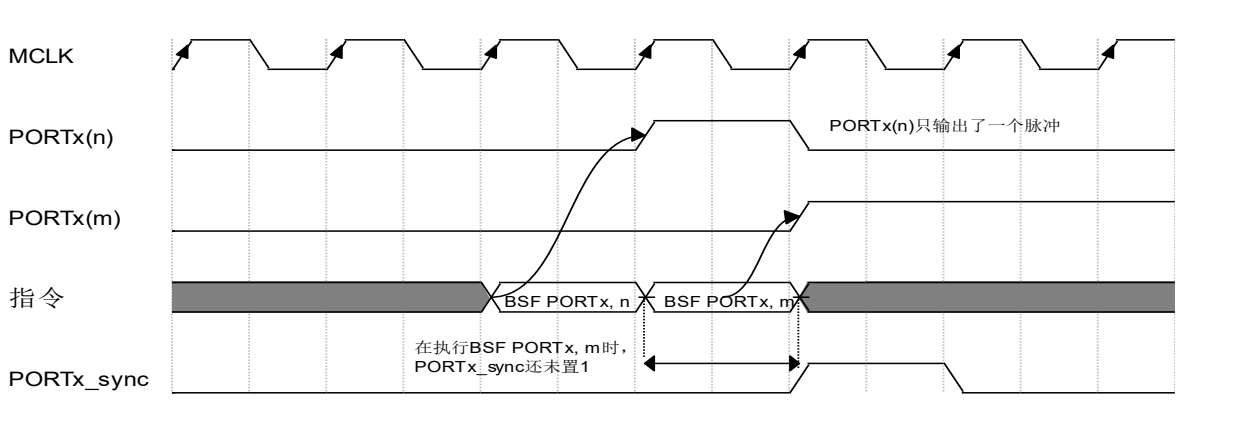 MCLK
PORTx(n)
PORTx(n)只输出了一个脉冲
PORTx(m)
指令
BSF PORTx, n
BSF PORTx, m
在执行BSF PORTx, m时，
PORTx_sync还未置1
PORTx_sync